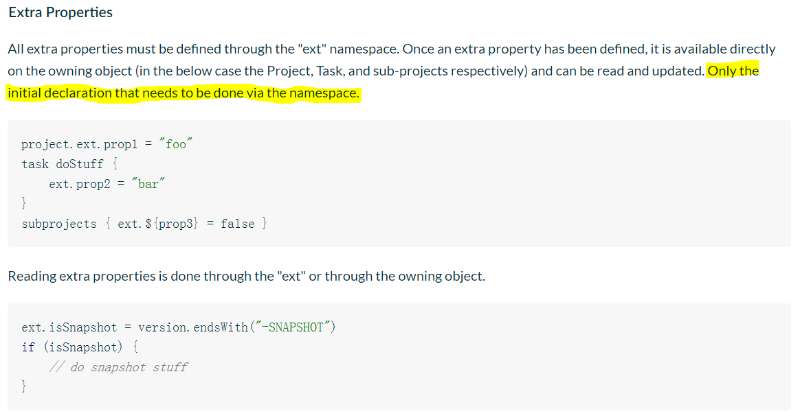 Extra Properties
All extra properties must be defined through the "ext" namespace. Once an extra property has been defined, it is available directly
on the owning object (in the below case the Project, Task, and sub-projects respectively) and can be read and updated. Only the
initial declaration that needs to be done via the namespace.
project.ext.prop1 = "foo"
task doStuff {
    ext.prop2 = "bar"
}
subprojects { ext.${prop3} = false }
Reading extra properties is done through the "ext" or through the owning object.
ext.isSnapshot = version.endsWith("-SNAPSHOT")
if (isSnapshot) {
    // do snapshot stuff
}